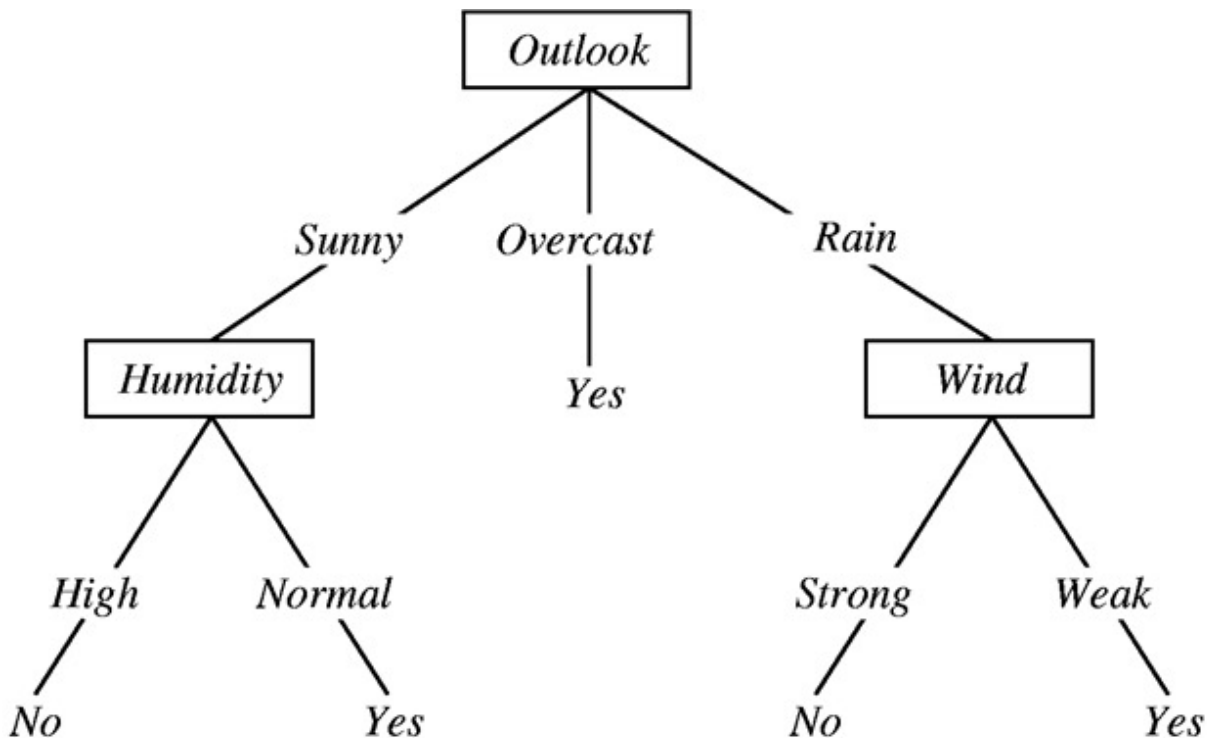 Outlook
Sunny Overcast Rain
Humidity Yes Wind
High Normal Strong Weak
No Yes No Yes